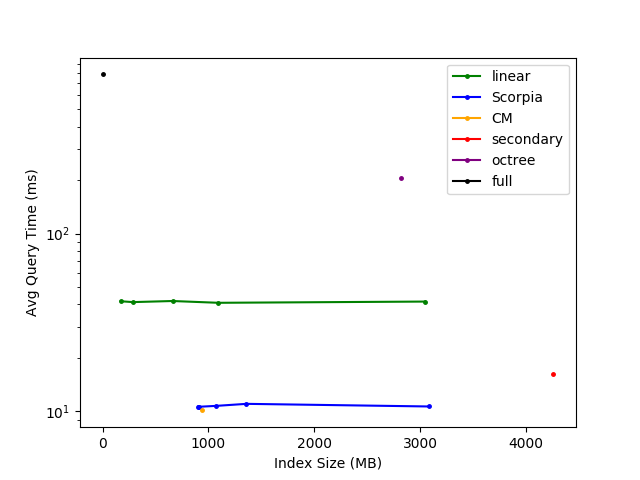 linear
Scorpia
CM
secondary
octree
full
Avg Query Time (ms)
10²
10¹
0 1000 2000 3000 4000
Index Size (MB)